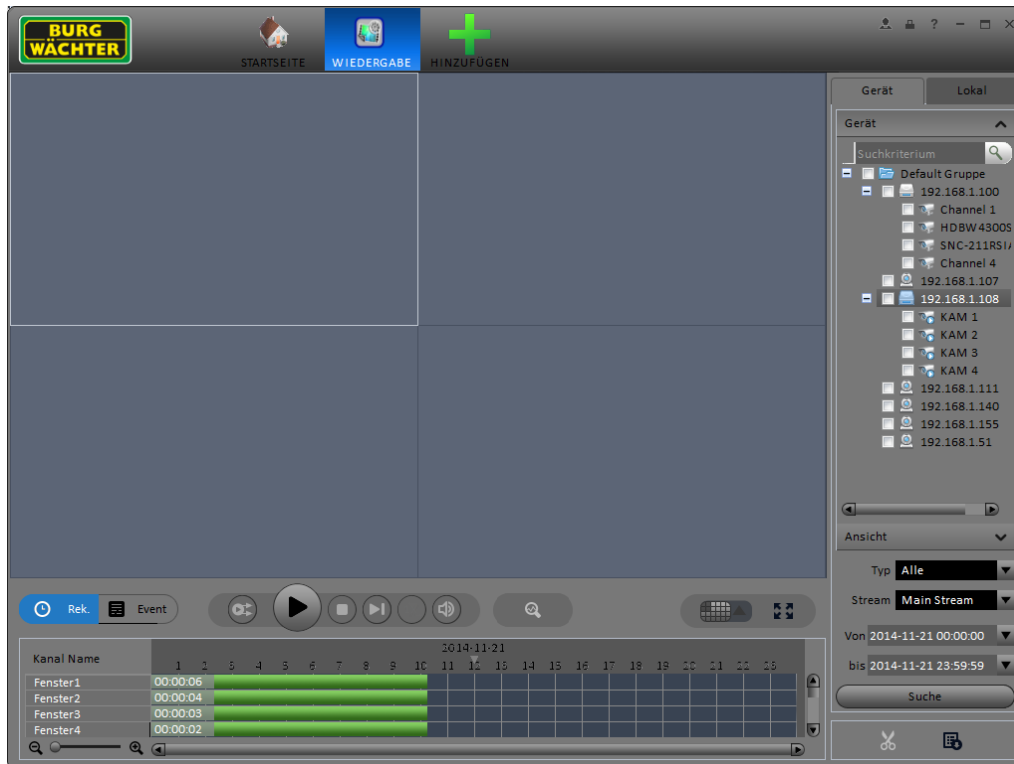 BURG
WÄCHTER
STARTSEITE
WIEDERGABE
HINZUFÜGEN
?
Gerät
Lokal
Gerät
Suchkriterium
Default Gruppe
192.168.1.100
Channel 1
HDBW4300S
SNC-211RSI
Channel 4
192.168.1.107
192.168.1.108
KAM 1
KAM 2
KAM 3
KAM 4
192.168.1.111
192.168.1.140
192.168.1.155
192.168.1.51
Ansicht
Typ Alle
Stream Main Stream
Von 2014-11-21 00:00:00
bis 2014-11-21 23:59:59
Suche
Rek.
Event
2014-11-21
Kanal Name
1 2 3 4 5 6 7 8 9 10 11 12 13 14 15 16 17 18 19 20 21 22 23
Fenster1 00:00:06
Fenster2 00:00:04
Fenster3 00:00:03
Fenster4 00:00:02